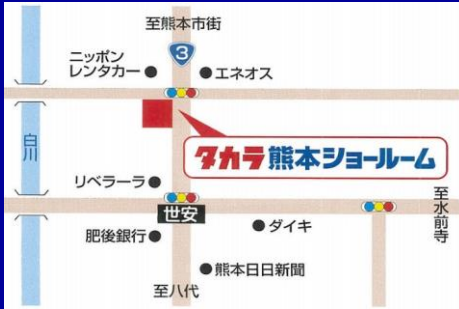 至熊本市街
3
ニッポン
レンタカー
エネオス
白川
タカラ 熊本ショールーム
リベラーラ
世安
至水前寺
肥後銀行
ダイキ
熊本日日新聞
至八代